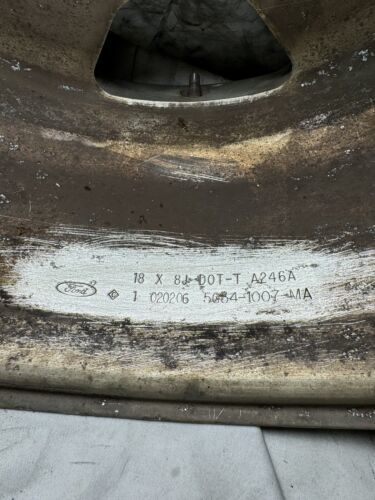 18 X 8J DOT-T A246A
Ford 1 020206 5G84-1007-MA